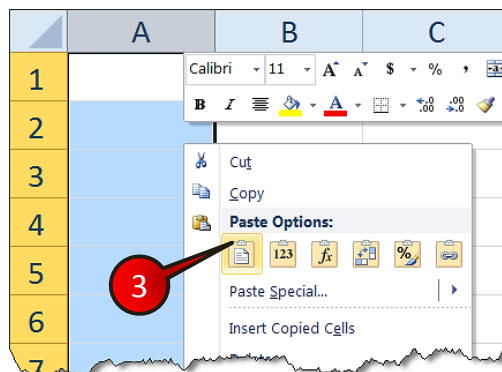 A B C
1
Calibri 11 A A $ % ,
B I A .00 .00
2
3
Cut
Copy
4
Paste Options:
123 fx %
5
3
Paste Special...
6
Insert Copied Cells
7